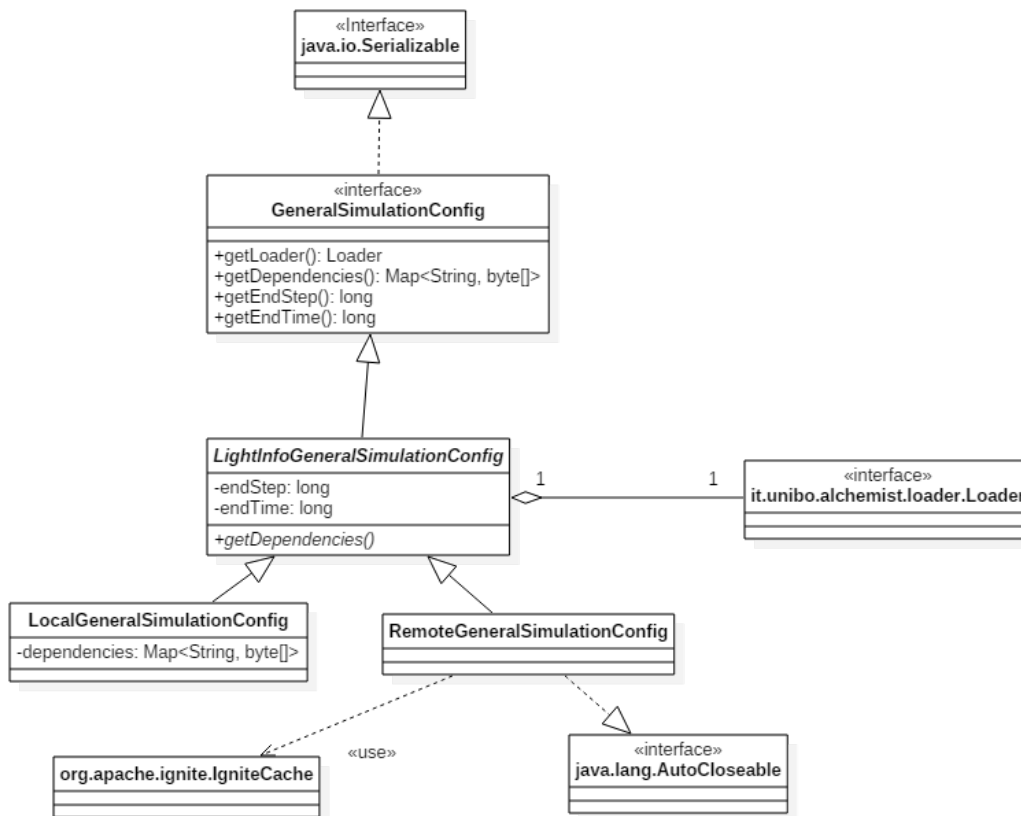 «Interface»
java.io.Serializable
«interface»
GeneralSimulationConfig
+getLoader(): Loader
+getDependencies(): Map<String, byte[]>
+getEndStep(): long
+getEndTime(): long
LightInfoGeneralSimulationConfig
-endStep: long
-endTime: long
+getDependencies()
1
1
«interface»
it.unibo.alchemist.loader.Loader
LocalGeneralSimulationConfig
-dependencies: Map<String, byte[]>
RemoteGeneralSimulationConfig
«use»
org.apache.ignite.IgniteCache
«interface»
java.lang.AutoCloseable